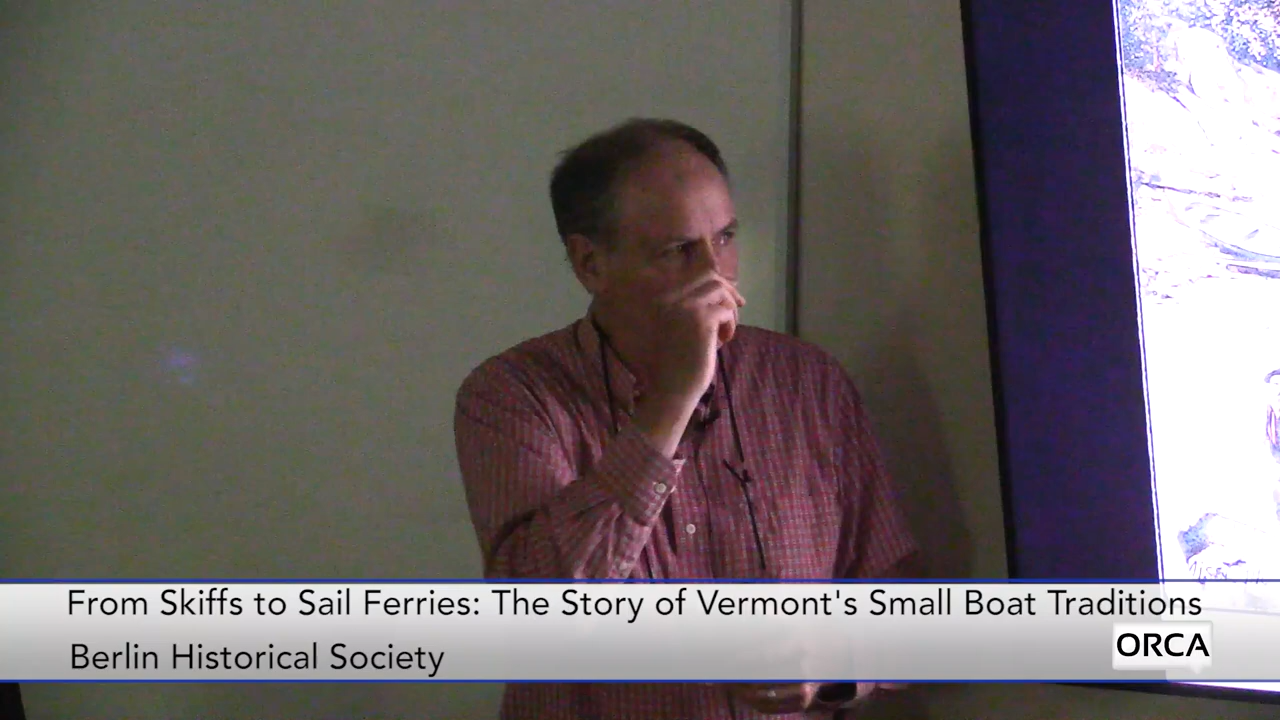 From Skiffs to Sail Ferries: The Story of Vermont's Small Boat Traditions
Berlin Historical Society
ORCA